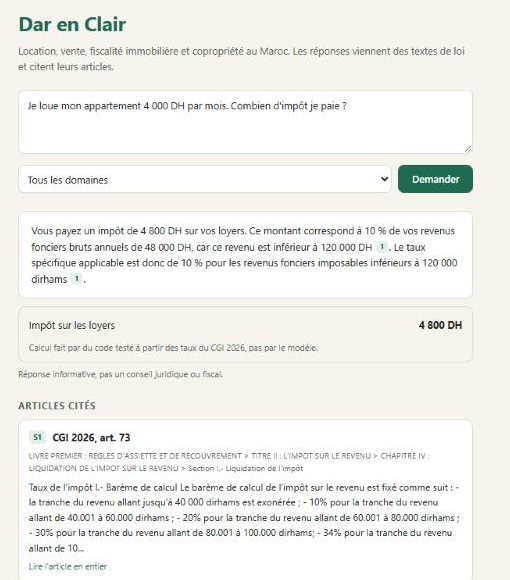 Dar en Clair
Location, vente, fiscalité immobilière et copropriété au Maroc. Les réponses viennent des textes de loi
et citent leurs articles.
Je loue mon appartement 4 000 DH par mois. Combien d'impôt je paie ?
Tous les domaines
Demander
Vous payez un impôt de 4 800 DH sur vos loyers. Ce montant correspond à 10 % de vos revenus
fonciers bruts annuels de 48 000 DH, car ce revenu est inférieur à 120 000 DH 1 . Le taux
spécifique applicable est donc de 10 % pour les revenus fonciers imposables inférieurs à 120 000
dirhams 1 .
Impôt sur les loyers 4 800 DH
Calcul fait par du code testé à partir des taux du CGI 2026, pas par le modèle.
Réponse informative, pas un conseil juridique ou fiscal.
ARTICLES CITÉS
S1 CGI 2026, art. 73
LIVRE PREMIER : REGLES D'ASSIETTE ET DE RECOUVREMENT > TITRE II : L'IMPOT SUR LE REVENU > CHAPITRE IV :
LIQUIDATION DE L'IMPOT SUR LE REVENU > Section I.- Liquidation de l'impôt
Taux de l'impôt I.- Barème de calcul Le barème de calcul de l'impôt sur le revenu est fixé comme suit : -
la tranche du revenu allant jusqu'à 40 000 dirhams est exonérée ; - 10% pour la tranche du revenu
allant de 40.001 à 60.000 dirhams ; - 20% pour la tranche du revenu allant de 60.001 à 80.000 dirhams ;
- 30% pour la tranche du revenu allant de 80.001 à 100.000 dirhams; - 34% pour la tranche du revenu
allant de 10...
Lire l'article en entier